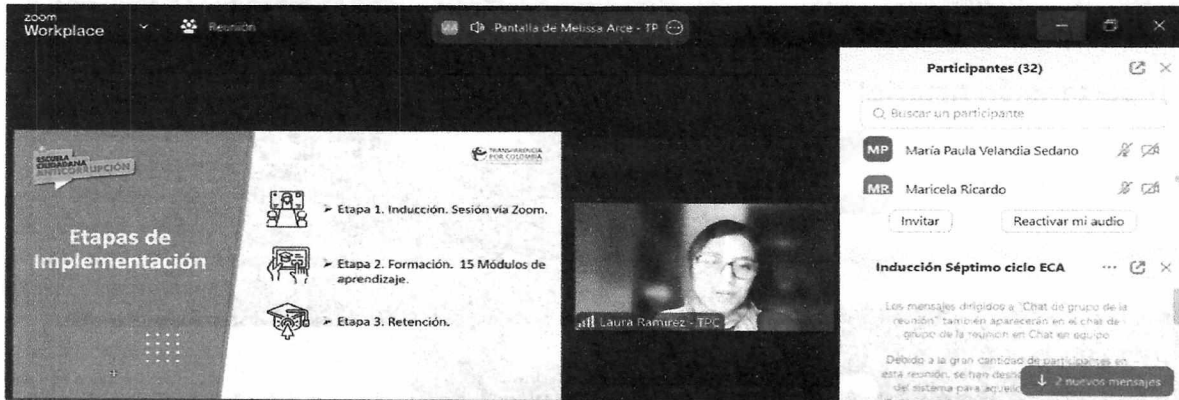 zoom
Workplace
Reunión
Pantalla de Melissa Arce - TP
ESCUELA
CIUDADANA
ANTICORRUPCIÓN
TRANSPARENCIA
POR COLOMBIA
Etapas de
Implementación
➢ Etapa 1. Inducción. Sesión vía Zoom.
➢ Etapa 2. Formación. 15 Módulos de
aprendizaje.
➢ Etapa 3. Retención.
Laura Ramírez - TPC
Participantes (32)
Buscar un participante
MP María Paula Velandia Sedano
MR Maricela Ricardo
Invitar Reactivar mi audio
Inducción Séptimo ciclo ECA
Los mensajes dirigidos a "Chat de grupo de la
reunión" también aparecerán en el chat de
grupo de la reunión en Chat en equipo
Debido a la gran cantidad de participantes en
esta reunión, se han
del sistema para
2 nuevos mensajes